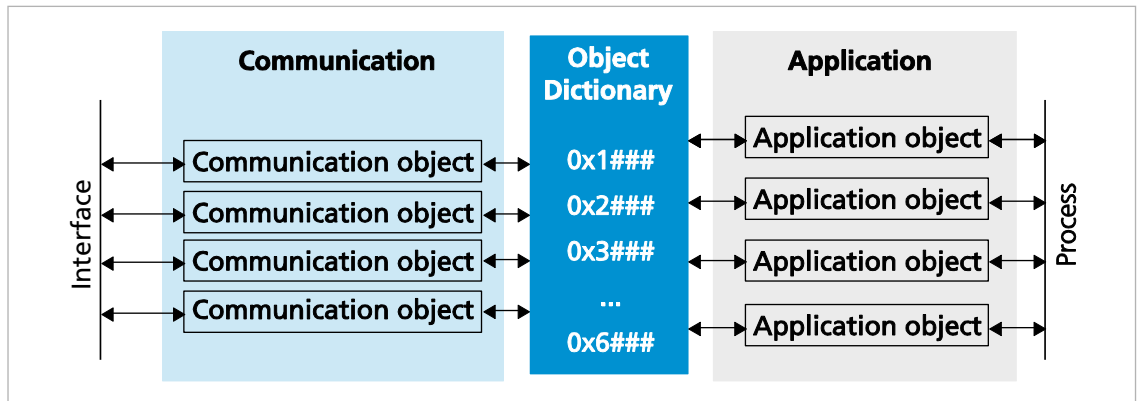 Communication
Object
Dictionary
Application
Interface
Communication object
Communication object
Communication object
Communication object
0x1###
0x2###
0x3###
...
0x6###
Application object
Application object
Application object
Application object
Process